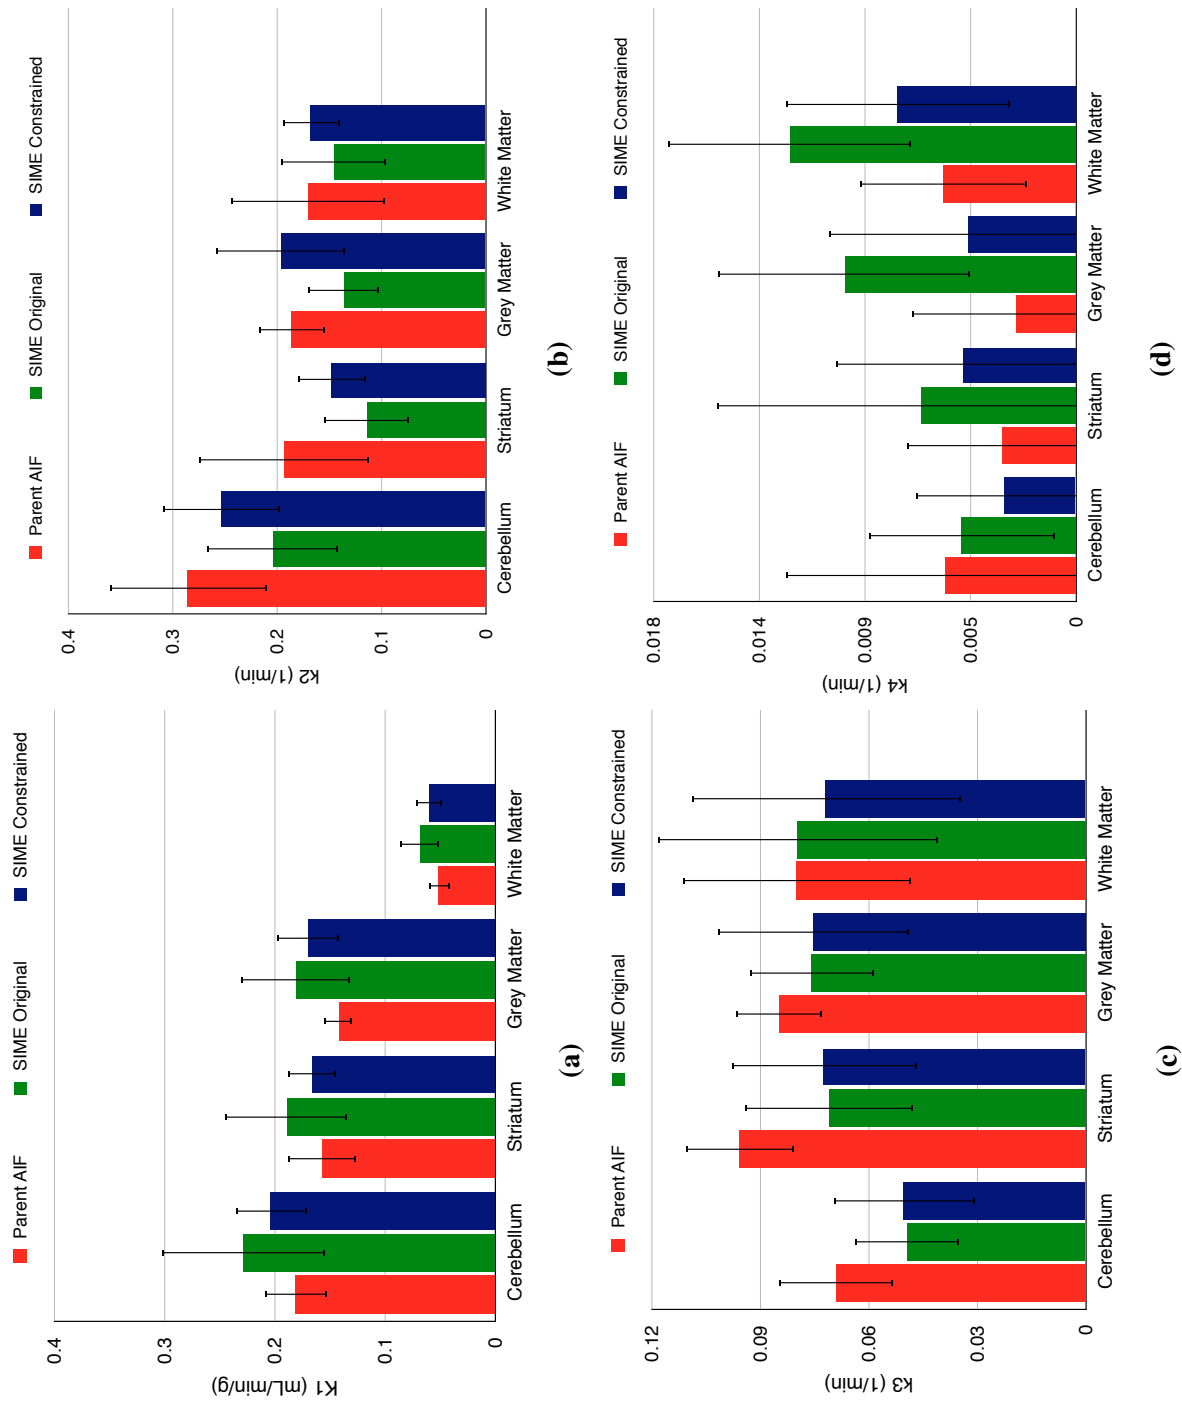 Parent AIF SIME Original SIME Constrained
K1 (mL/min/g)
0.4
0.3
0.2
0.1
0
Cerebellum Striatum Grey Matter White Matter
(a)
Parent AIF SIME Original SIME Constrained
k2 (1/min)
0.4
0.3
0.2
0.1
0
Cerebellum Striatum Grey Matter White Matter
(b)
Parent AIF SIME Original SIME Constrained
k3 (1/min)
0.12
0.09
0.06
0.03
0
Cerebellum Striatum Grey Matter White Matter
(c)
Parent AIF SIME Original SIME Constrained
k4 (1/min)
0.018
0.014
0.009
0.005
0
Cerebellum Striatum Grey Matter White Matter
(d)